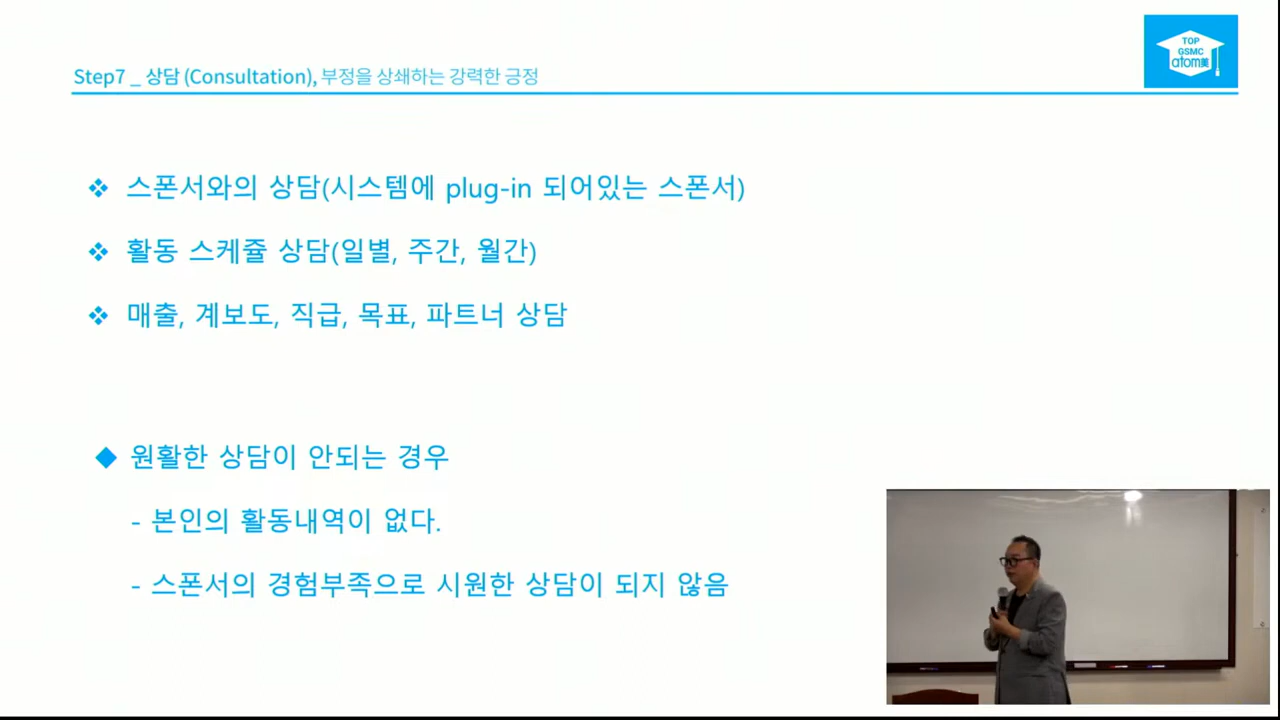 Step7 _ 상담 (Consultation), 부정을 상쇄하는 강력한 긍정
TOP
GSMC
atom美
스폰서와의 상담(시스템에 plug-in 되어있는 스폰서)
활동 스케쥴 상담(일별, 주간, 월간)
매출, 계보도, 직급, 목표, 파트너 상담
원활한 상담이 안되는 경우
- 본인의 활동내역이 없다.
- 스폰서의 경험부족으로 시원한 상담이 되지 않음